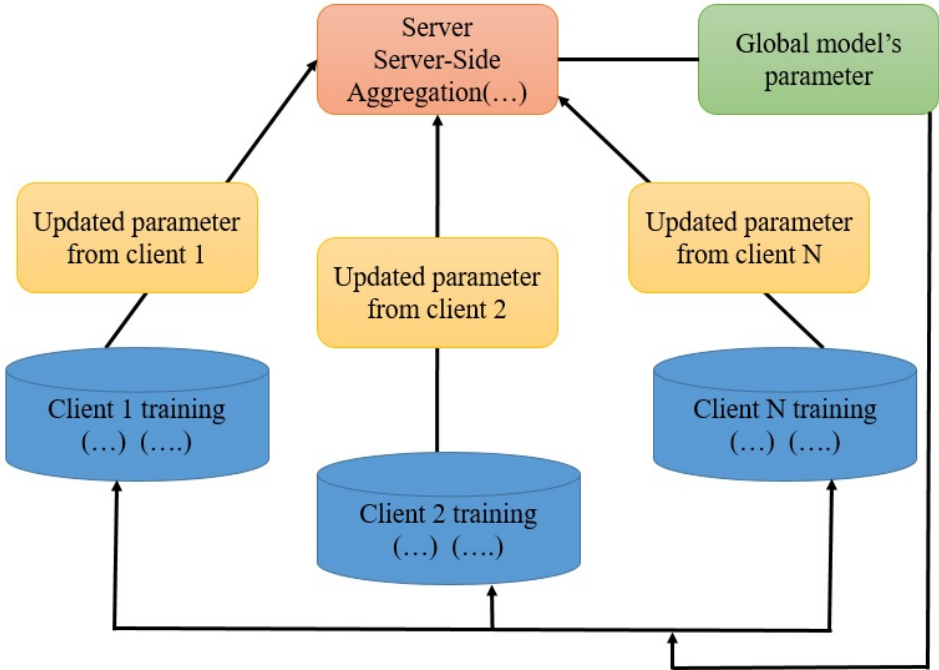 Server
Server-Side
Aggregation(…)
Global model’s
parameter
Updated parameter
from client 1
Updated parameter
from client 2
Updated parameter
from client N
Client 1 training
(…) (….)
Client 2 training
(…) (….)
Client N training
(…) (….)